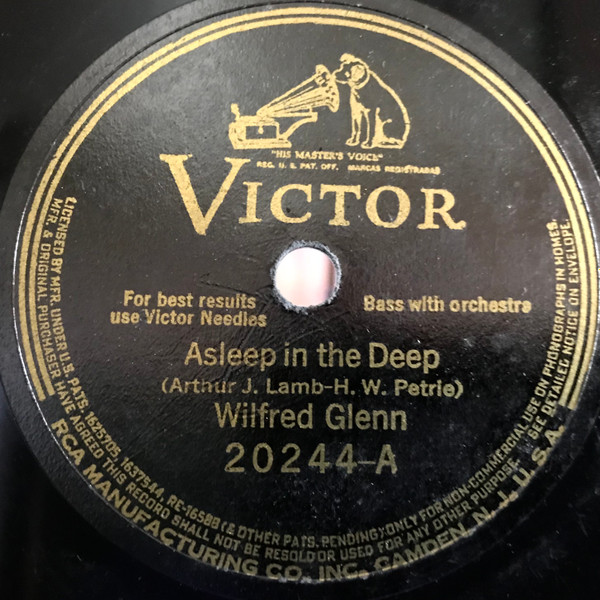 "HIS MASTER'S VOICE"
REG. U. S. PAT. OFF. MARCAS REGISTRADAS
VICTOR
For best results
use Victor Needles
Bass with orchestra
Asleep in the Deep
(Arthur J. Lamb-H. W. Petrie)
Wilfred Glenn
20244-A
LICENSED BY MFR. UNDER U.S. PATS. 1625705, 1637544, RE-16588 (& OTHER PATS. PENDING) ONLY FOR NON-COMMERCIAL USE ON PHONOGRAPHS IN HOMES.
MFR. & ORIGINAL PURCHASER HAVE AGREED THIS RECORD SHALL NOT BE RESOLD OR USED FOR ANY OTHER PURPOSE. SEE DETAILED NOTICE ON ENVELOPE.
RCA MANUFACTURING CO. INC. CAMDEN, N. J., U. S. A.